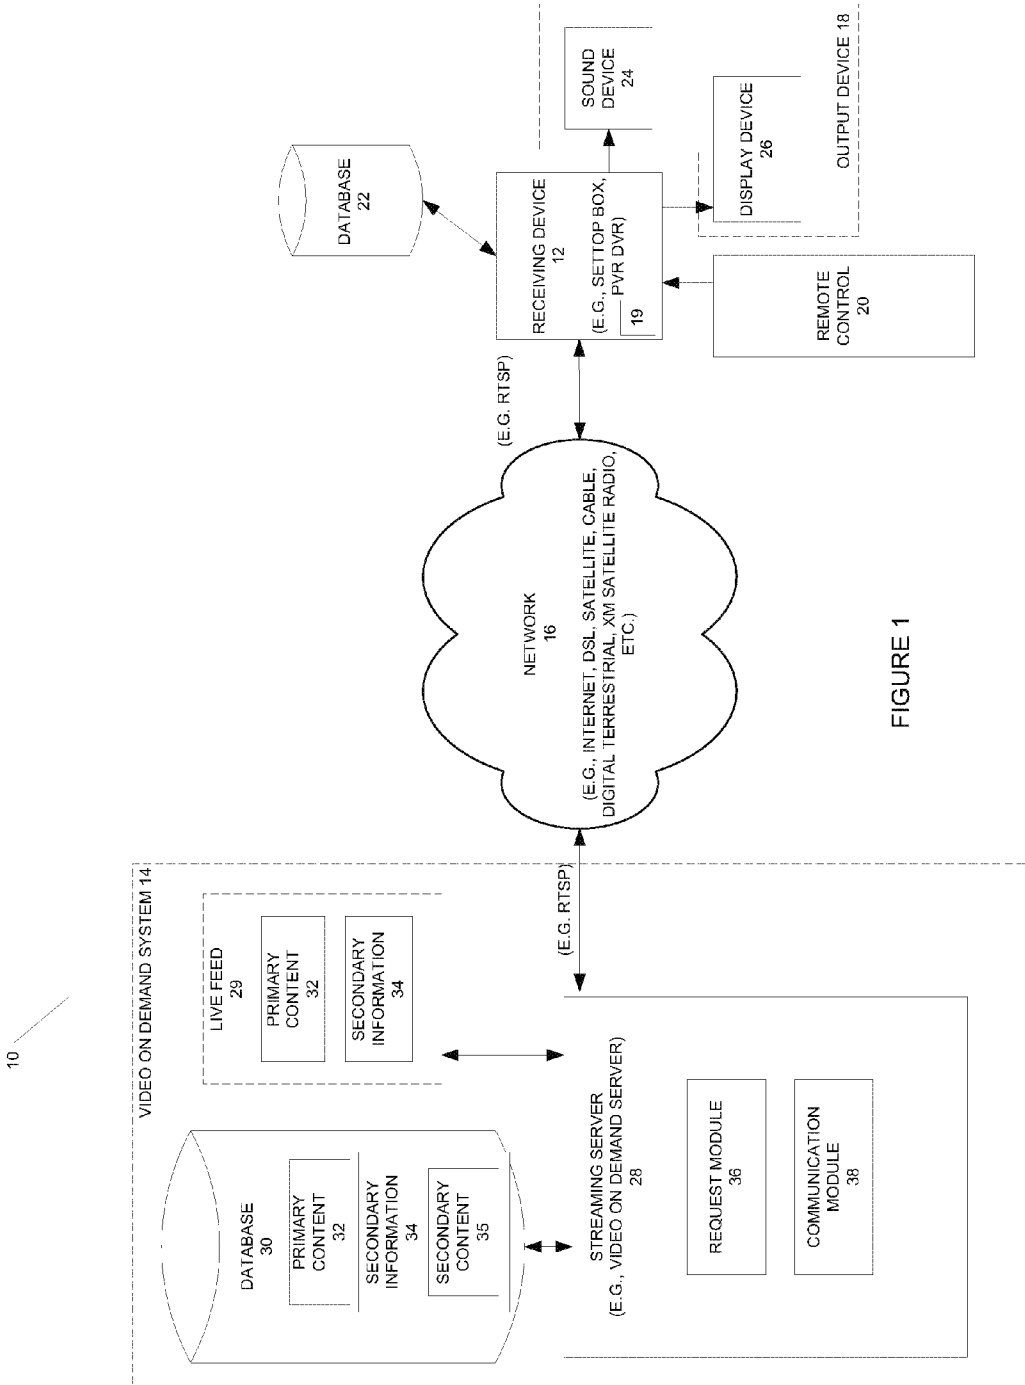 10
VIDEO ON DEMAND SYSTEM 14
DATABASE
30
PRIMARY
CONTENT
32
SECONDARY
INFORMATION
34
SECONDARY
CONTENT
35
LIVE FEED
29
PRIMARY
CONTENT
32
SECONDARY
INFORMATION
34
STREAMING SERVER
(E.G., VIDEO ON DEMAND SERVER)
28
REQUEST MODULE
36
COMMUNICATION
MODULE
38
(E.G. RTSP)
NETWORK
16
(E.G., INTERNET, DSL, SATELLITE, CABLE,
DIGITAL TERRESTRIAL, XM SATELLITE RADIO,
ETC.)
(E.G. RTSP)
DATABASE
22
RECEIVING DEVICE
12
(E.G., SETTOP BOX,
PVR DVR)
19
SOUND
DEVICE
24
DISPLAY DEVICE
26
OUTPUT DEVICE 18
REMOTE
CONTROL
20
FIGURE 1